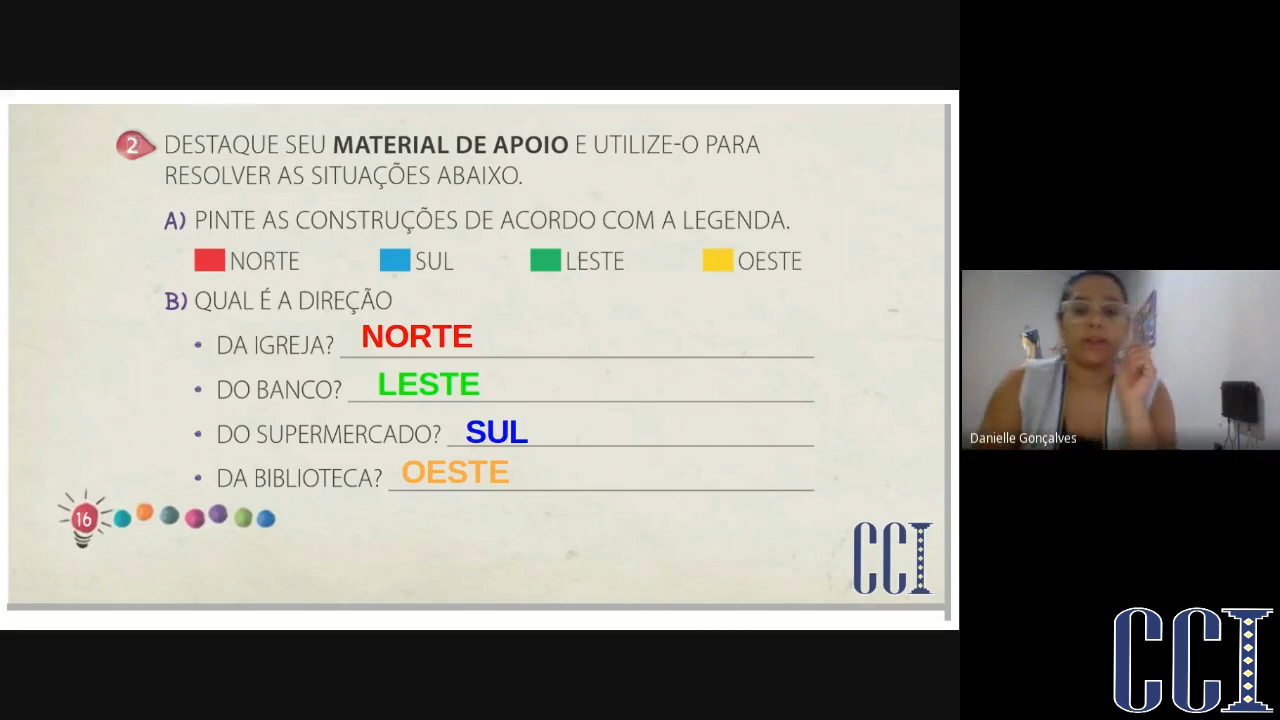 2 DESTAQUE SEU MATERIAL DE APOIO E UTILIZE-O PARA
RESOLVER AS SITUAÇÕES ABAIXO.
A) PINTE AS CONSTRUÇÕES DE ACORDO COM A LEGENDA.
NORTE SUL LESTE OESTE
B) QUAL É A DIREÇÃO
• DA IGREJA? NORTE
• DO BANCO? LESTE
• DO SUPERMERCADO? SUL
• DA BIBLIOTECA? OESTE
16
CCI
Danielle Gonçalves
CCI